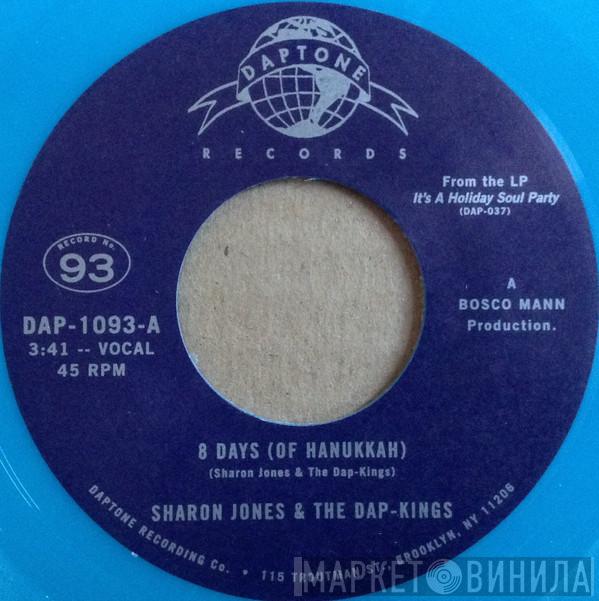 DAPTONE
RECORDS
From the LP
It's A Holiday Soul Party
(DAP-037)
RECORD No.
93
DAP-1093-A
3:41 -- VOCAL
45 RPM
A
BOSCO MANN
Production.
8 DAYS (OF HANUKKAH)
(Sharon Jones & The Dap-Kings)
SHARON JONES & THE DAP-KINGS
DAPTONE RECORDING Co. • 115 TROUTMAN ST., BROOKLYN, NY 11206
МАРКЕТ ВИНИЛА